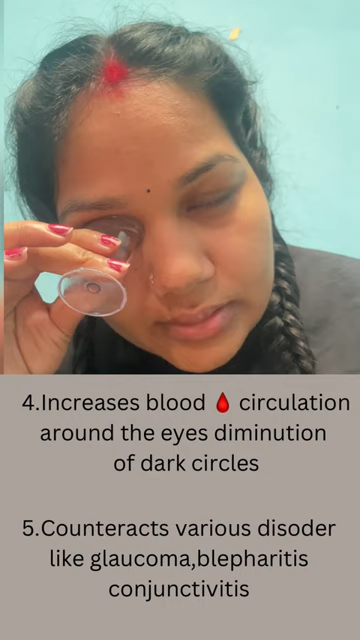 4.Increases blood 🩸 circulation
around the eyes diminution
of dark circles
5.Counteracts various disoder
like glaucoma,blepharitis
conjunctivitis